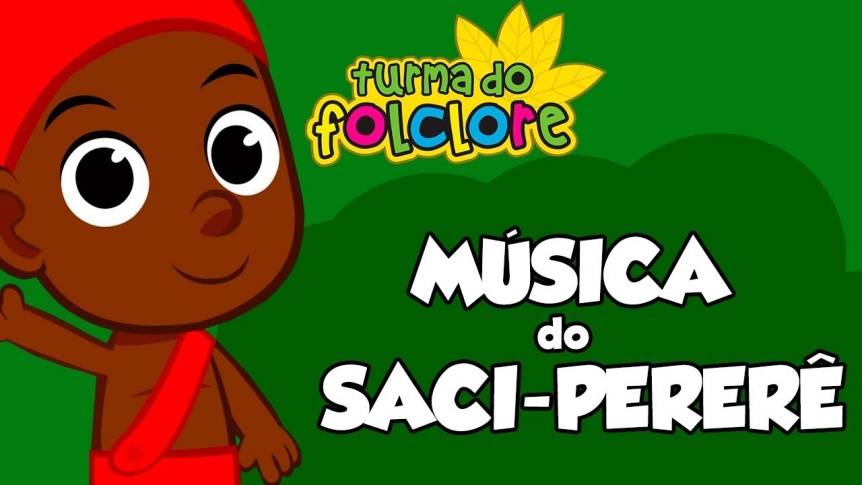 turma do
folclore
MÚSICA
do
SACI-PERERÊ